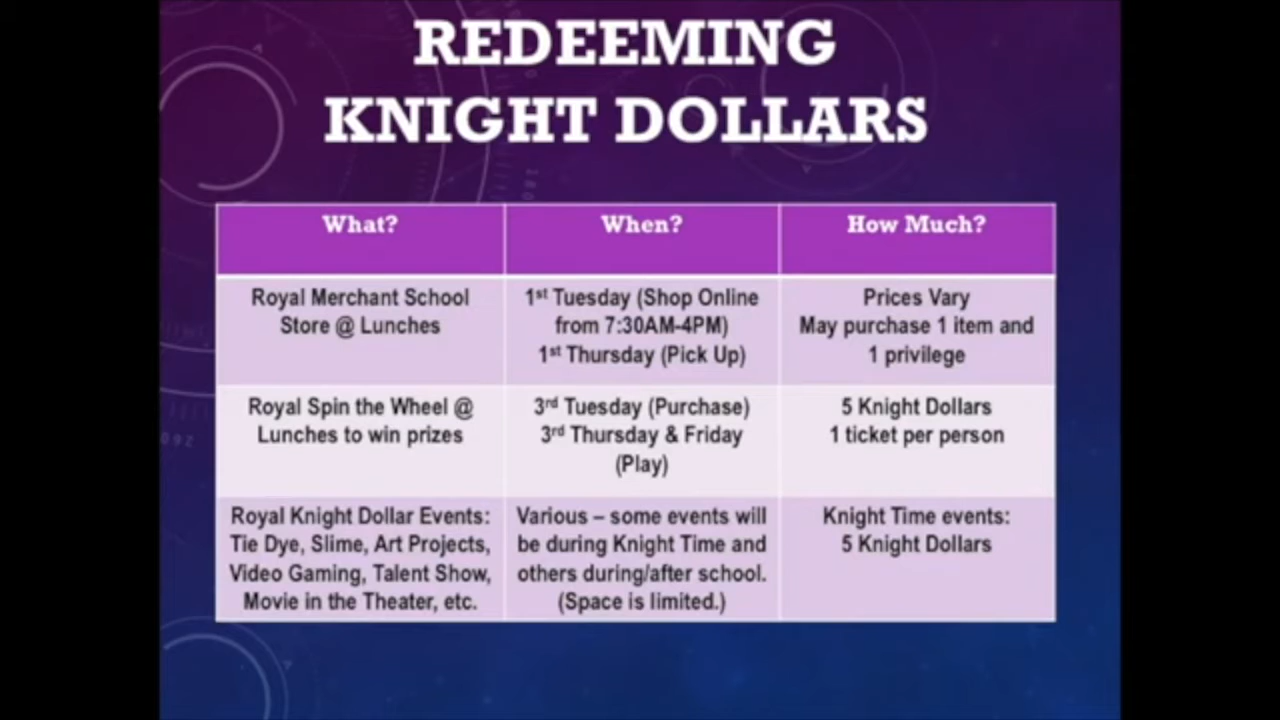 REDEEMING
KNIGHT DOLLARS
What?
When?
How Much?
Royal Merchant School
Store @ Lunches
1st Tuesday (Shop Online
from 7:30AM-4PM)
1st Thursday (Pick Up)
Prices Vary
May purchase 1 item and
1 privilege
Royal Spin the Wheel @
Lunches to win prizes
3rd Tuesday (Purchase)
3rd Thursday & Friday
(Play)
5 Knight Dollars
1 ticket per person
Royal Knight Dollar Events:
Tie Dye, Slime, Art Projects,
Video Gaming, Talent Show,
Movie in the Theater, etc.
Various – some events will
be during Knight Time and
others during/after school.
(Space is limited.)
Knight Time events:
5 Knight Dollars